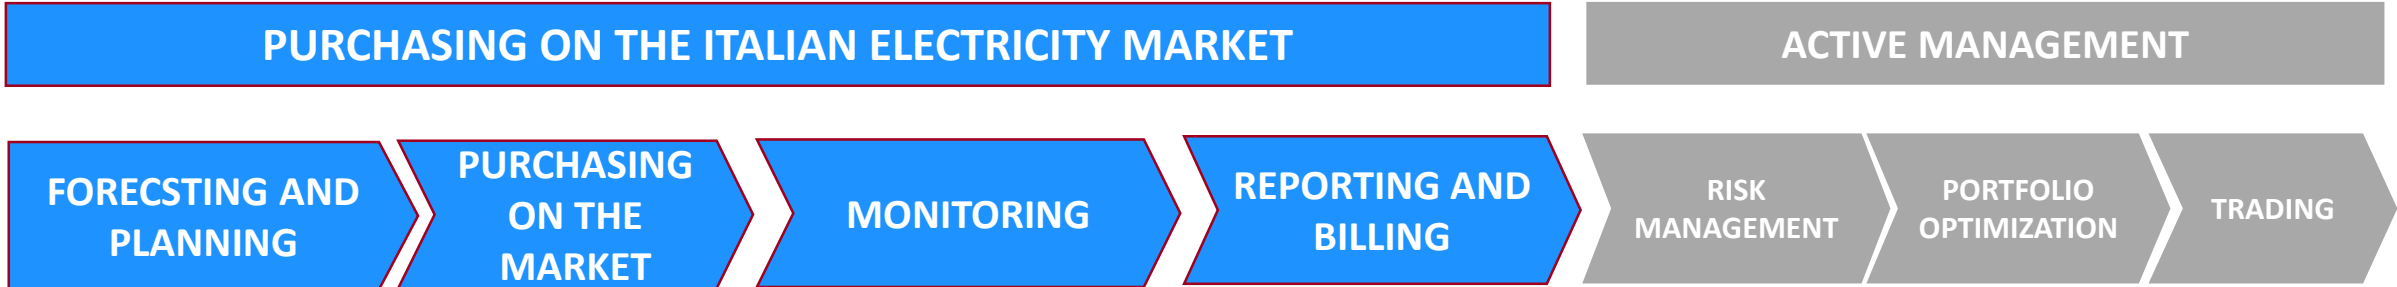 PURCHASING ON THE ITALIAN ELECTRICITY MARKET
ACTIVE MANAGEMENT
FORECSTING AND
PLANNING
PURCHASING
ON THE
MARKET
MONITORING
REPORTING AND
BILLING
RISK
MANAGEMENT
PORTFOLIO
OPTIMIZATION
TRADING